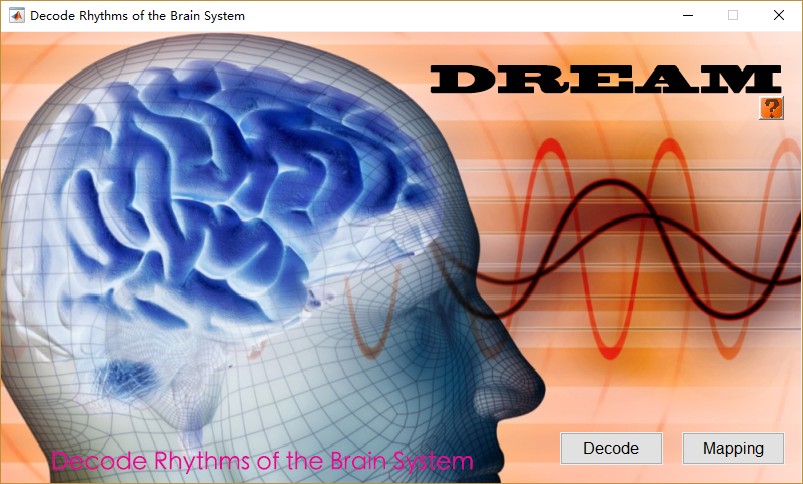 Decode Rhythms of the Brain System
DREAM
?
Decode Rhythms of the Brain System
Decode
Mapping